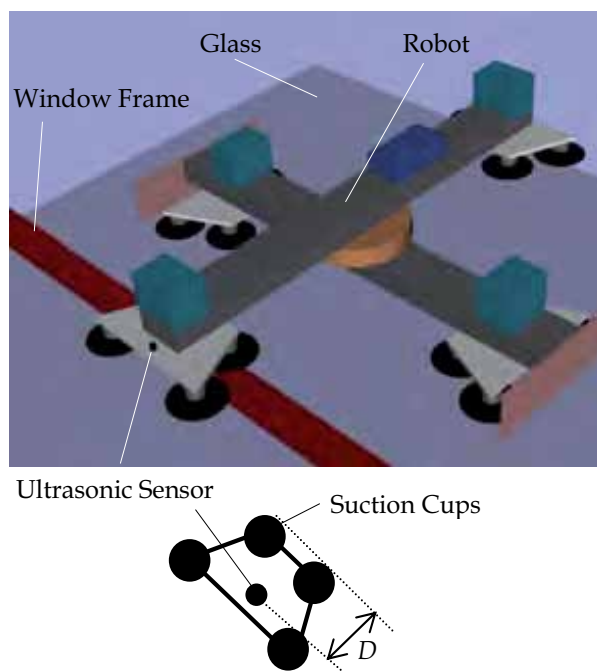 Glass
Robot
Window Frame
Ultrasonic Sensor
Suction Cups
D